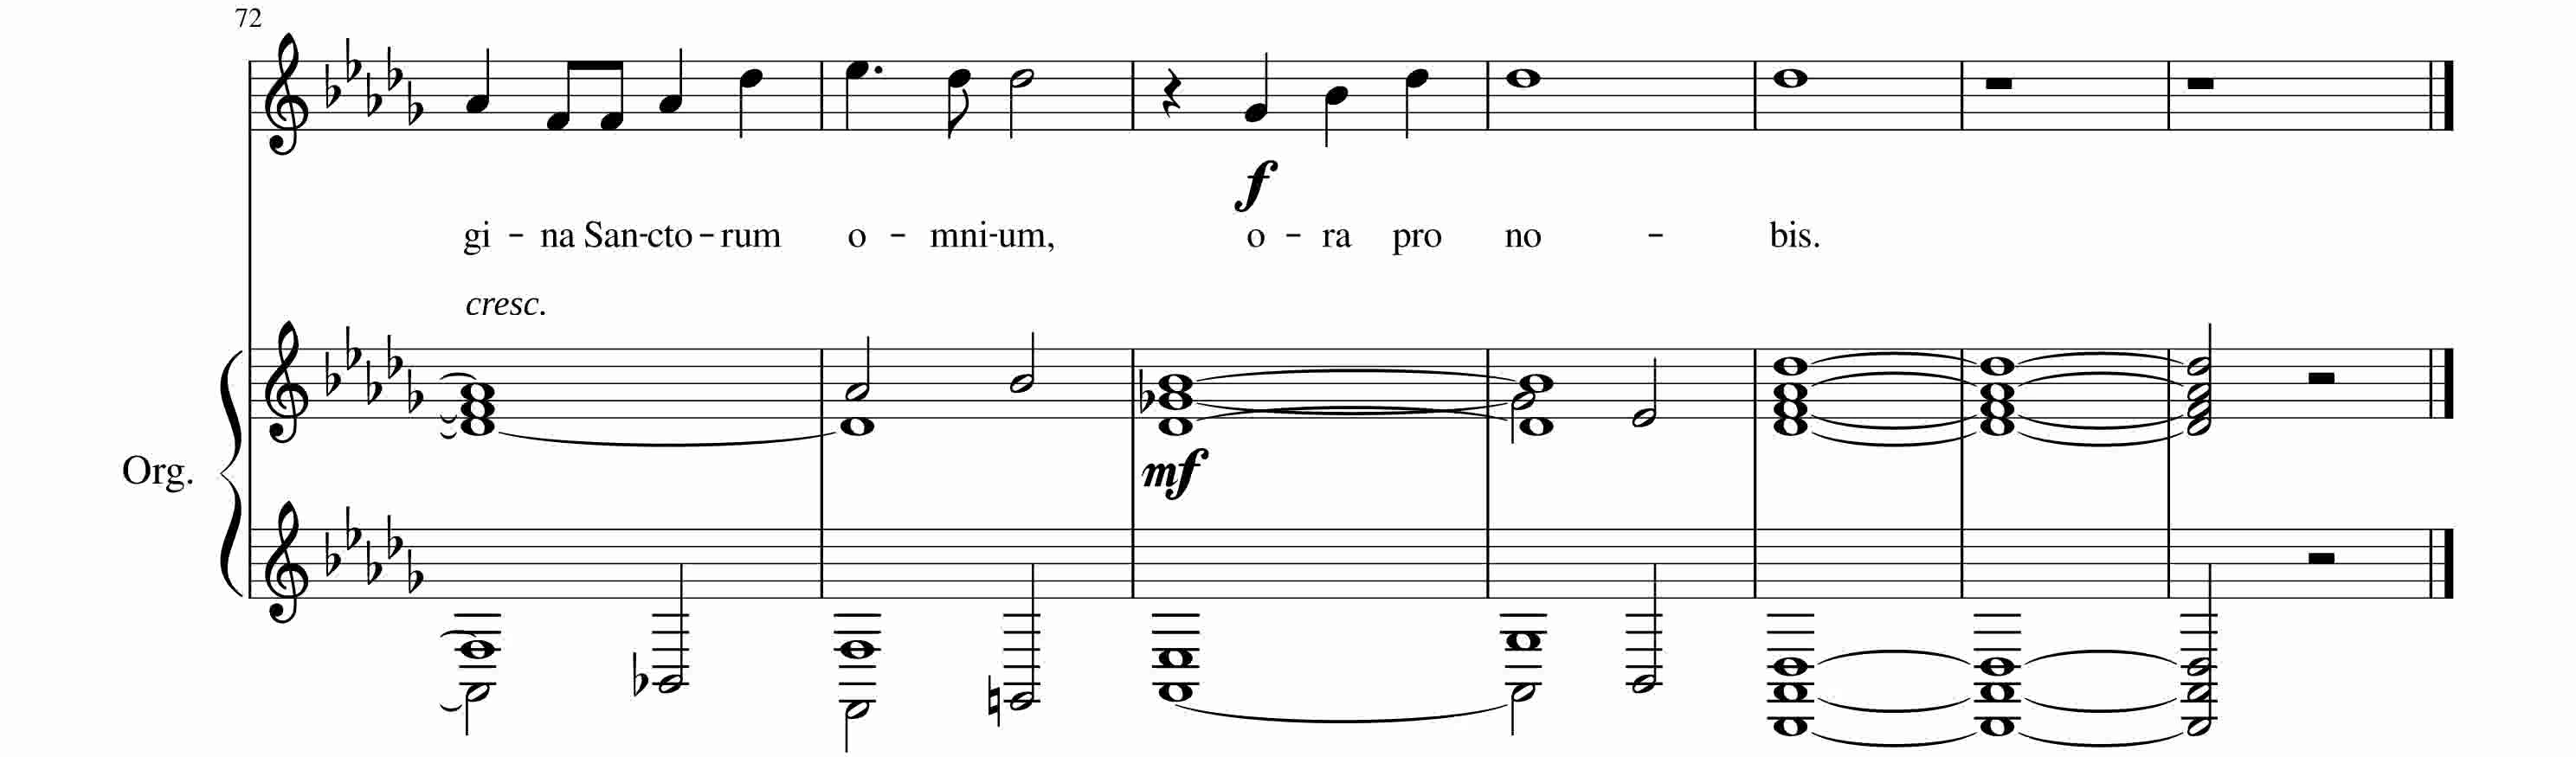 72
f
gi - na San-cto-rum o - mni-um, o - ra pro no - bis.
cresc.
Org.
mf